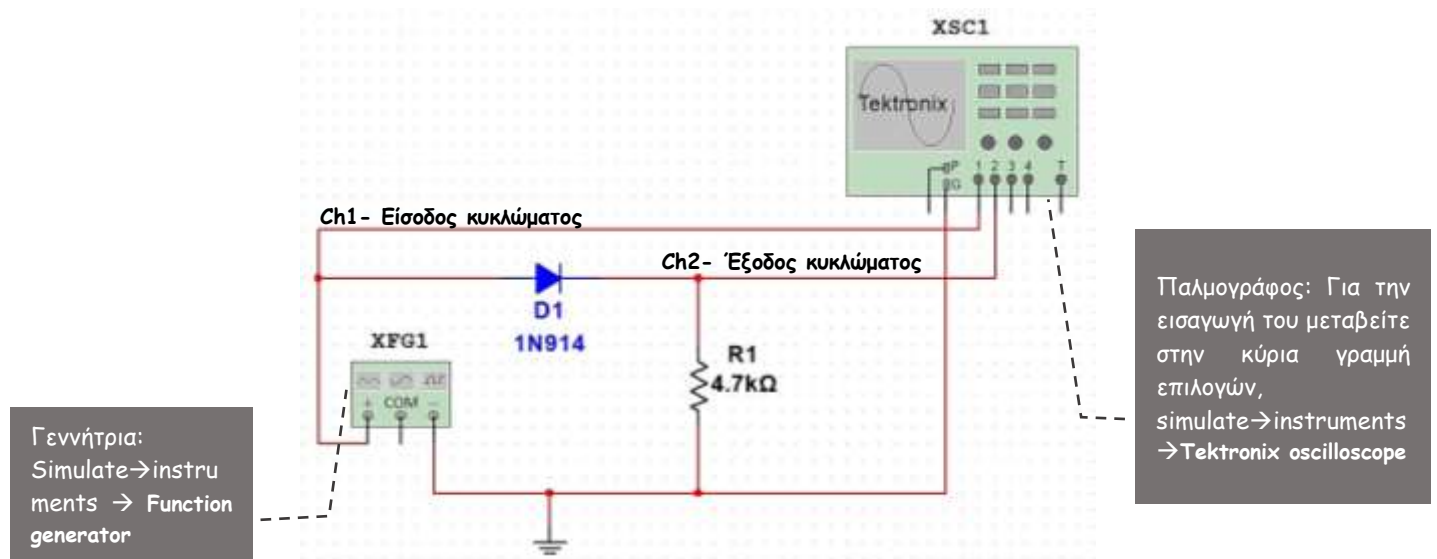 XSC1
Tektronix
P
G
1 2 3 4 T
Ch1- Είσοδος κυκλώματος
Ch2- Έξοδος κυκλώματος
D1
1N914
XFG1
+ COM −
R1
4.7kΩ
Γεννήτρια:
Simulate→instru
ments → Function
generator
Παλμογράφος: Για την
εισαγωγή του μεταβείτε
στην κύρια γραμμή
επιλογών,
simulate→instruments
→Tektronix oscilloscope